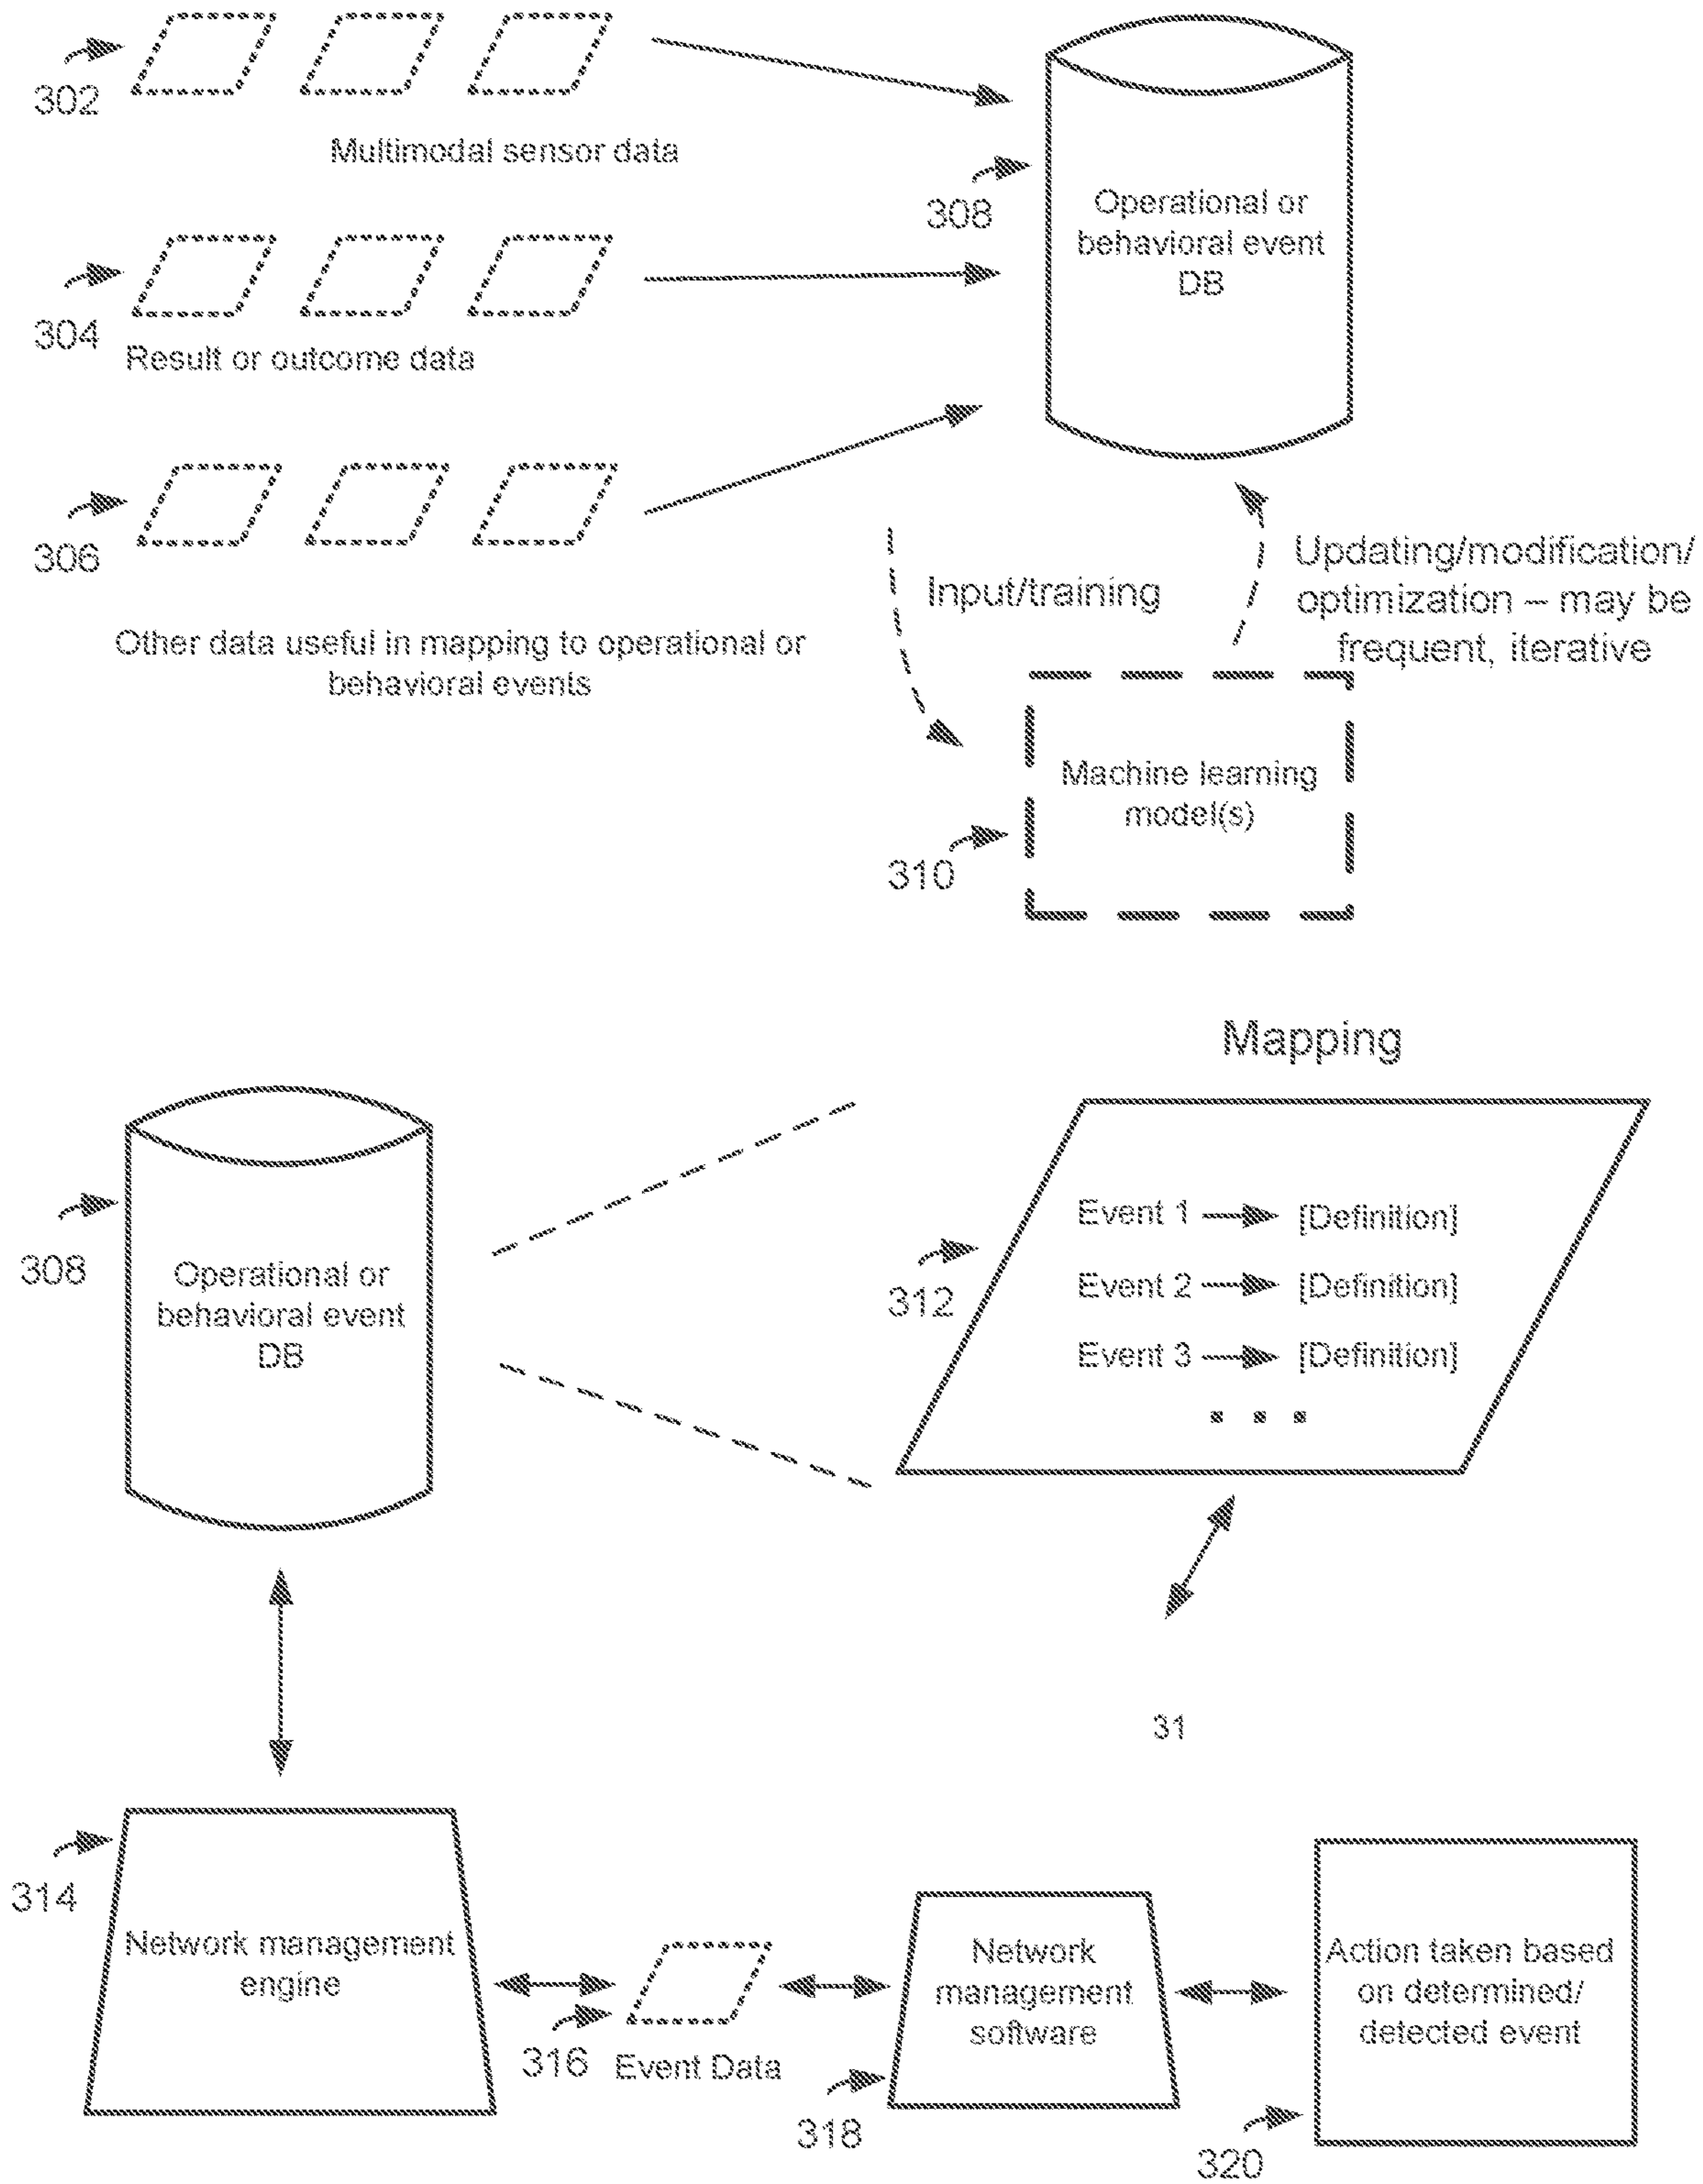 302
Multimodal sensor data
308
Operational or
behavioral event
DB
304
Result or outcome data
306
Other data useful in mapping to operational or
behavioral events
Input/training
Updating/modification/
optimization – may be
frequent, iterative
Machine learning
model(s)
310
Mapping
308
Operational or
behavioral event
DB
312
Event 1 [Definition]
Event 2 [Definition]
Event 3 [Definition]
. . .
31
314
Network management
engine
316
Event Data
Network
management
software
318
Action taken based
on determined/
detected event
320